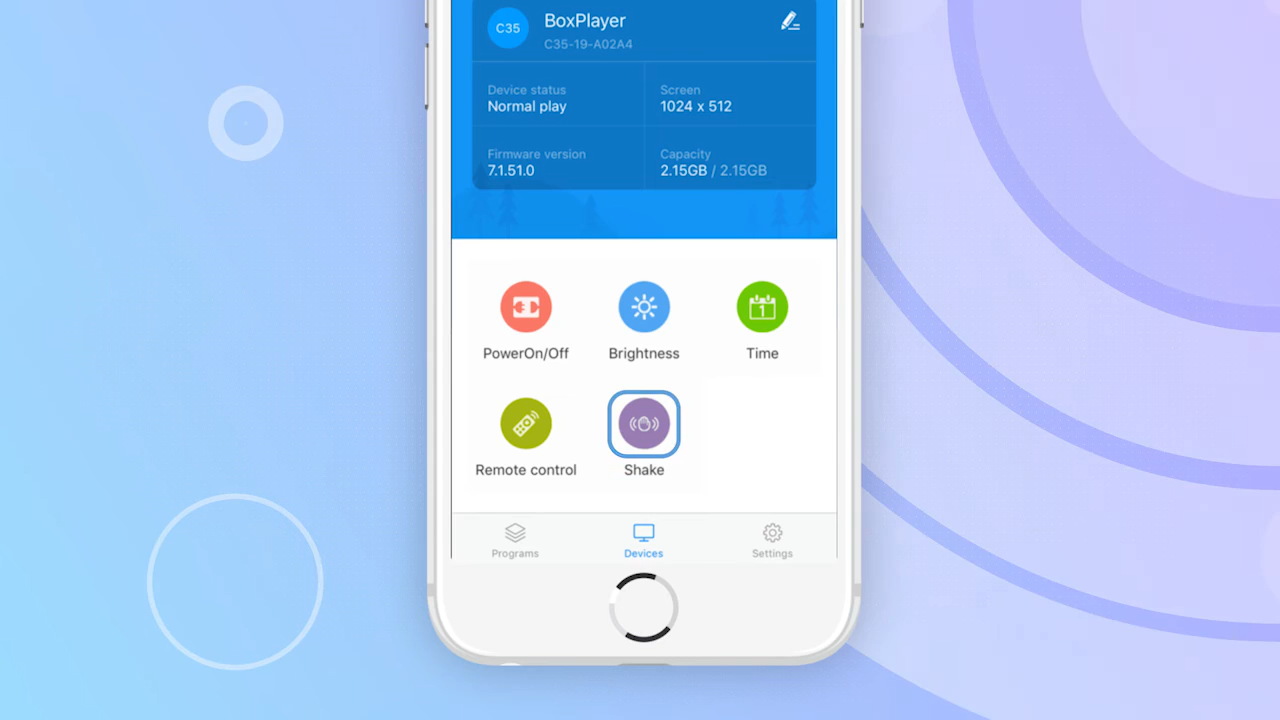 C35
BoxPlayer
C35-19-A02A4
Device status
Screen
Normal play
1024 x 512
Firmware version
Capacity
7.1.51.0
2.15GB / 2.15GB
1
PowerOn/Off
Brightness
Time
Remote control
Shake
Programs
Devices
Settings